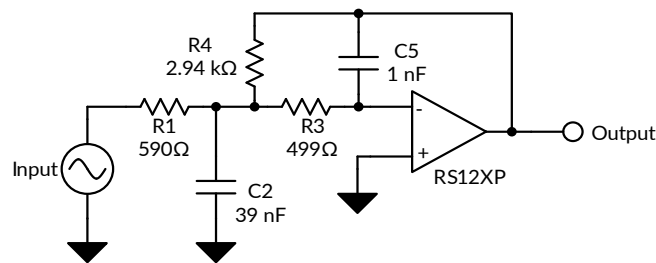 R4
2.94 kΩ
C5
1 nF
R1
590Ω
R3
499Ω
-
+
Output
RS12XP
Input
C2
39 nF